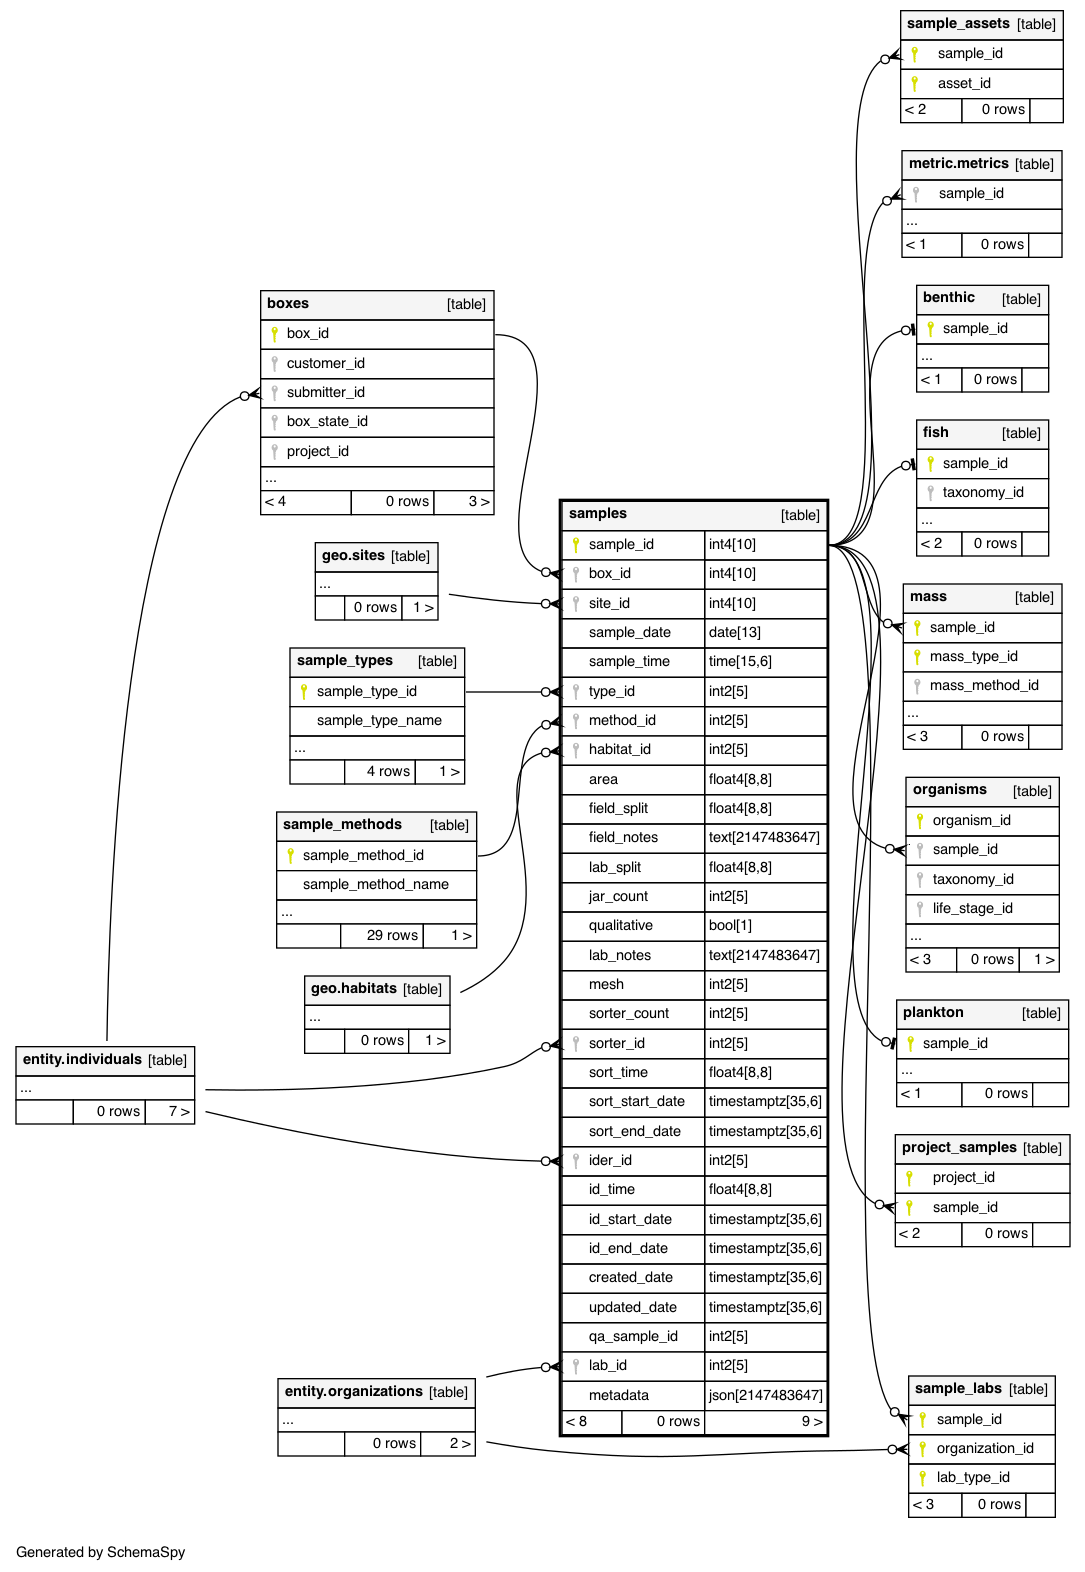 sample_assets [table]
sample_id
asset_id
< 2 0 rows
metric.metrics [table]
sample_id
...
< 1 0 rows
benthic [table]
sample_id
...
< 1 0 rows
fish [table]
sample_id
taxonomy_id
...
< 2 0 rows
mass [table]
sample_id
mass_type_id
mass_method_id
...
< 3 0 rows
organisms [table]
organism_id
sample_id
taxonomy_id
life_stage_id
...
< 3 0 rows 1 >
plankton [table]
sample_id
...
< 1 0 rows
project_samples [table]
project_id
sample_id
< 2 0 rows
sample_labs [table]
sample_id
organization_id
lab_type_id
< 3 0 rows
boxes [table]
box_id
customer_id
submitter_id
box_state_id
project_id
...
< 4 0 rows 3 >
geo.sites [table]
...
0 rows 1 >
sample_types [table]
sample_type_id
sample_type_name
...
4 rows 1 >
sample_methods [table]
sample_method_id
sample_method_name
...
29 rows 1 >
geo.habitats [table]
...
0 rows 1 >
entity.individuals [table]
...
0 rows 7 >
entity.organizations [table]
...
0 rows 2 >
samples [table]
sample_id int4[10]
box_id int4[10]
site_id int4[10]
sample_date date[13]
sample_time time[15,6]
type_id int2[5]
method_id int2[5]
habitat_id int2[5]
area float4[8,8]
field_split float4[8,8]
field_notes text[2147483647]
lab_split float4[8,8]
jar_count int2[5]
qualitative bool[1]
lab_notes text[2147483647]
mesh int2[5]
sorter_count int2[5]
sorter_id int2[5]
sort_time float4[8,8]
sort_start_date timestamptz[35,6]
sort_end_date timestamptz[35,6]
ider_id int2[5]
id_time float4[8,8]
id_start_date timestamptz[35,6]
id_end_date timestamptz[35,6]
created_date timestamptz[35,6]
updated_date timestamptz[35,6]
qa_sample_id int2[5]
lab_id int2[5]
metadata json[2147483647]
< 8 0 rows 9 >
Generated by SchemaSpy